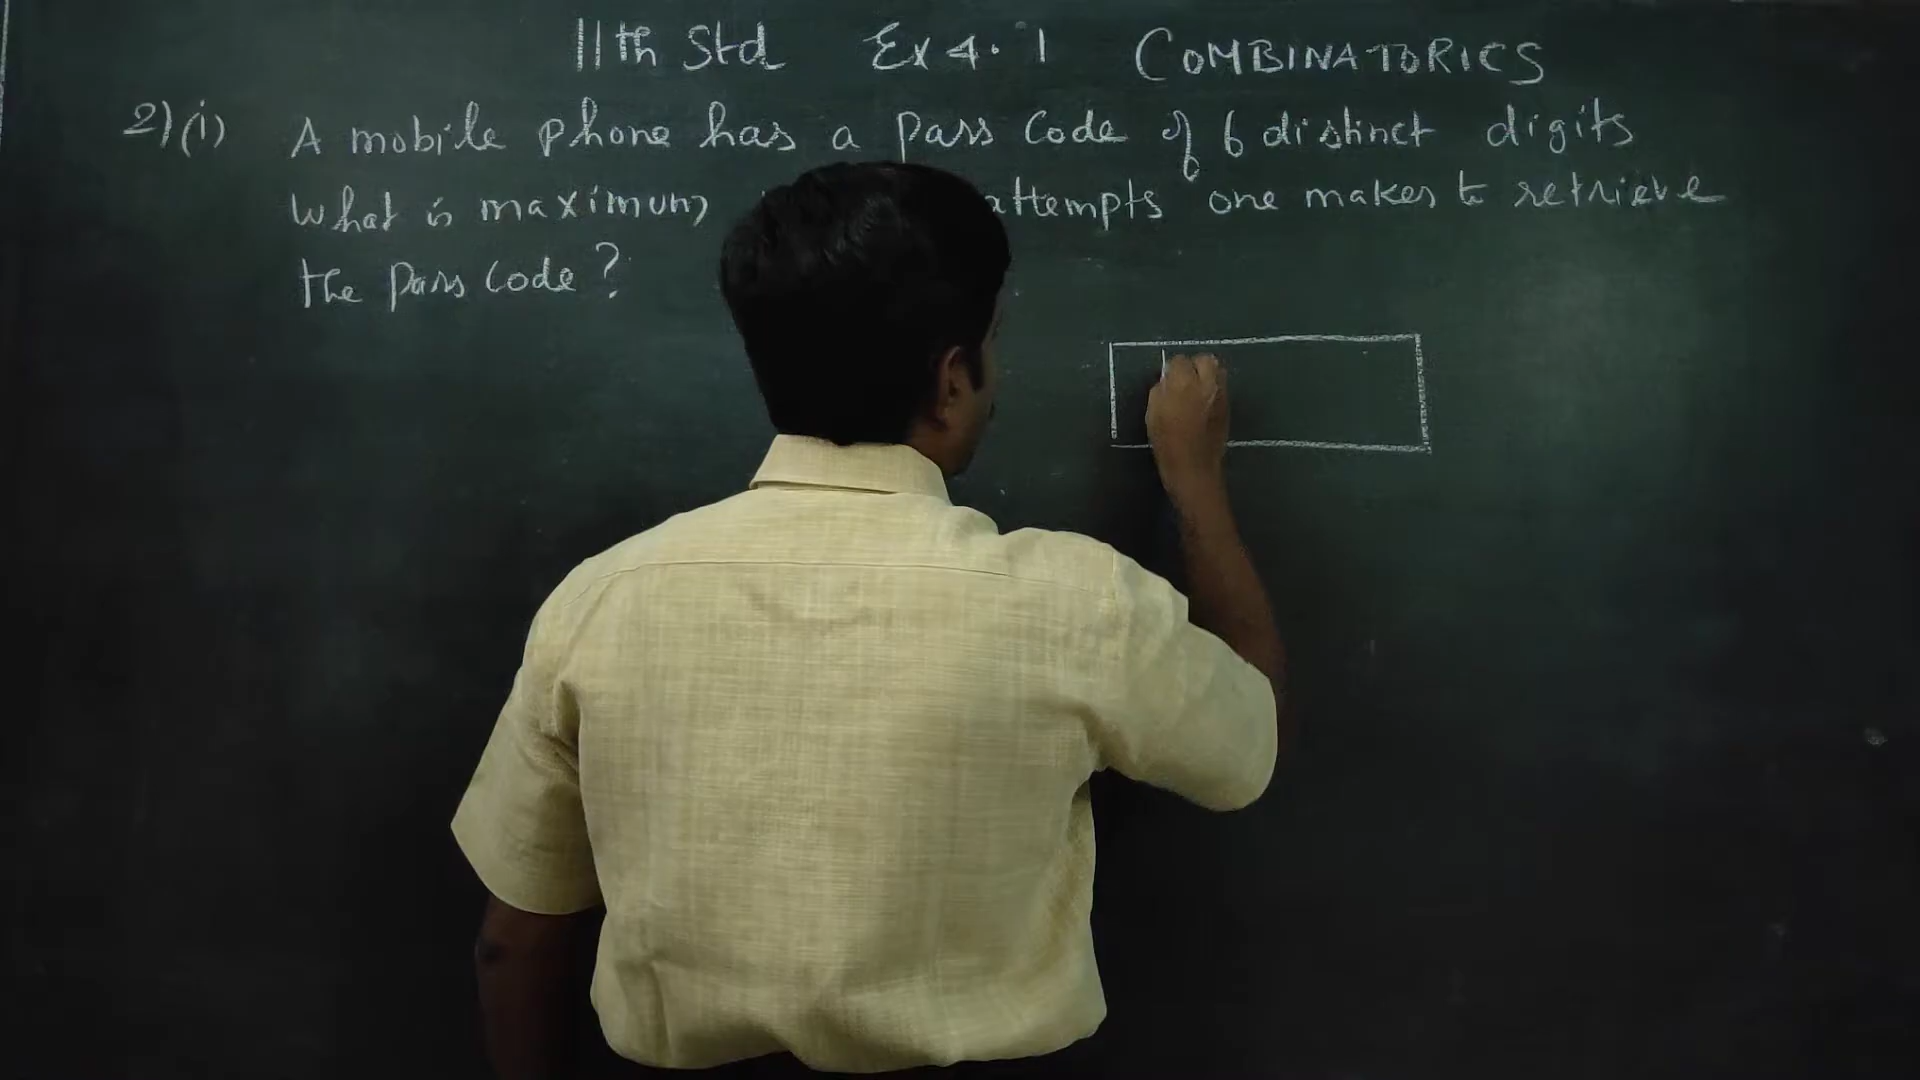 11th Std Ex 4.1 COMBINATORICS
2)(i) A mobile phone has a pass code of 6 distinct digits
What is maximum attempts one makes to retrieve
the pass code?